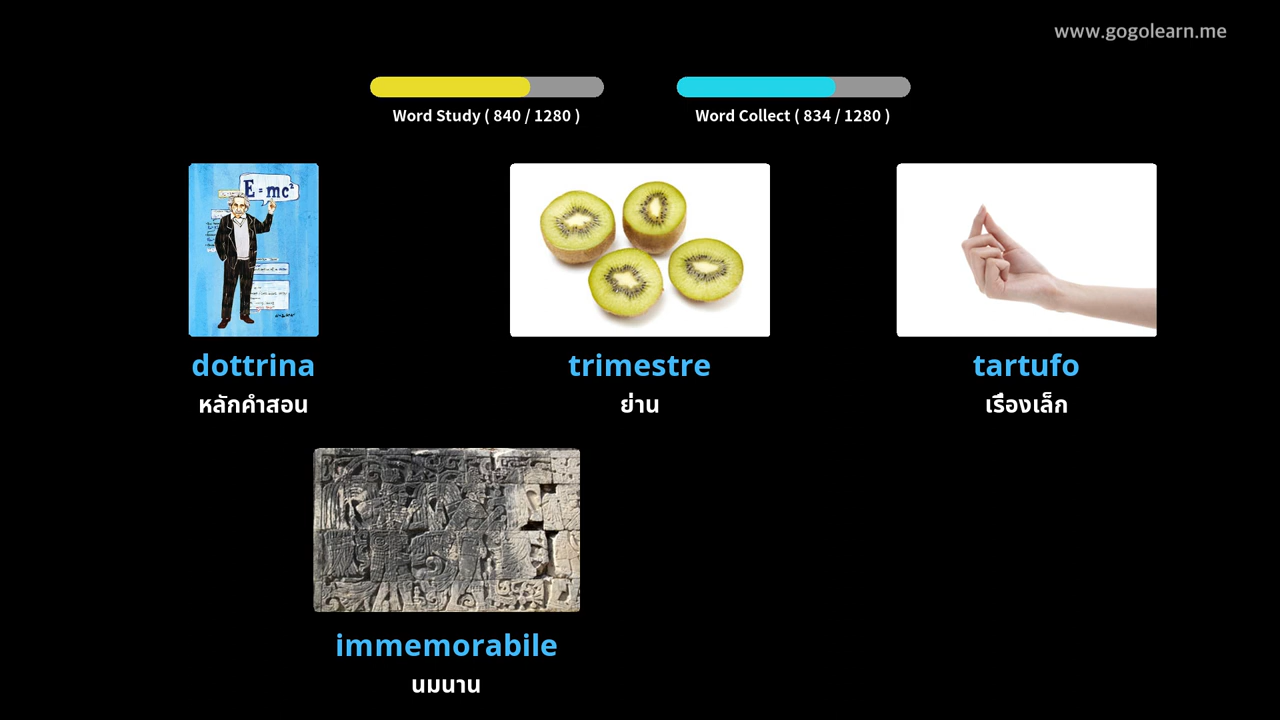 www.gogolearn.me
Word Study ( 840 / 1280 )
Word Collect ( 834 / 1280 )
E=mc²
dottrina
trimestre
tartufo
หลักคำสอน
ย่าน
เรื่องเล็ก
immemorabile
นมนาน